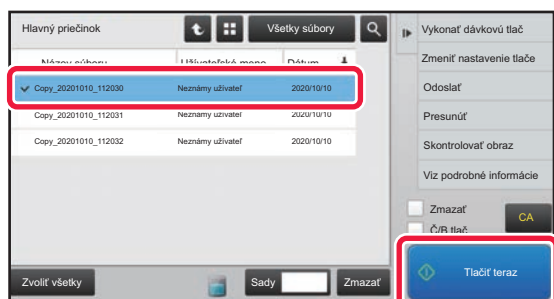 Hlavný priečinok
Všetky súbory
Názov súboru
Užívateľské meno
Dátum
Copy_20201010_112030
Neznámy užívateľ
2020/10/10
Copy_20201010_112031
Neznámy užívateľ
2020/10/10
Copy_20201010_112032
Neznámy užívateľ
2020/10/10
Zvoliť všetky
Sady
Zmazať
Vykonať dávkovú tlač
Zmeniť nastavenie tlače
Odoslať
Presunúť
Skontrolovať obraz
Viz podrobné informácie
Zmazať
CA
Č/B tlač
Tlačiť teraz